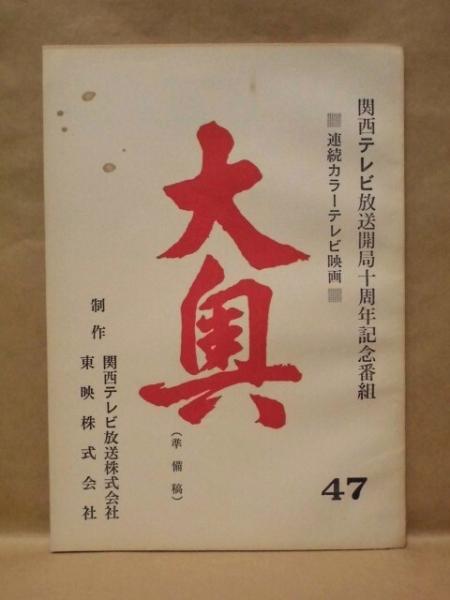 関西テレビ放送開局十周年記念番組
連続カラーテレビ映画
大奥
(準備稿)
制作
関西テレビ放送株式会社
東映株式会社
47